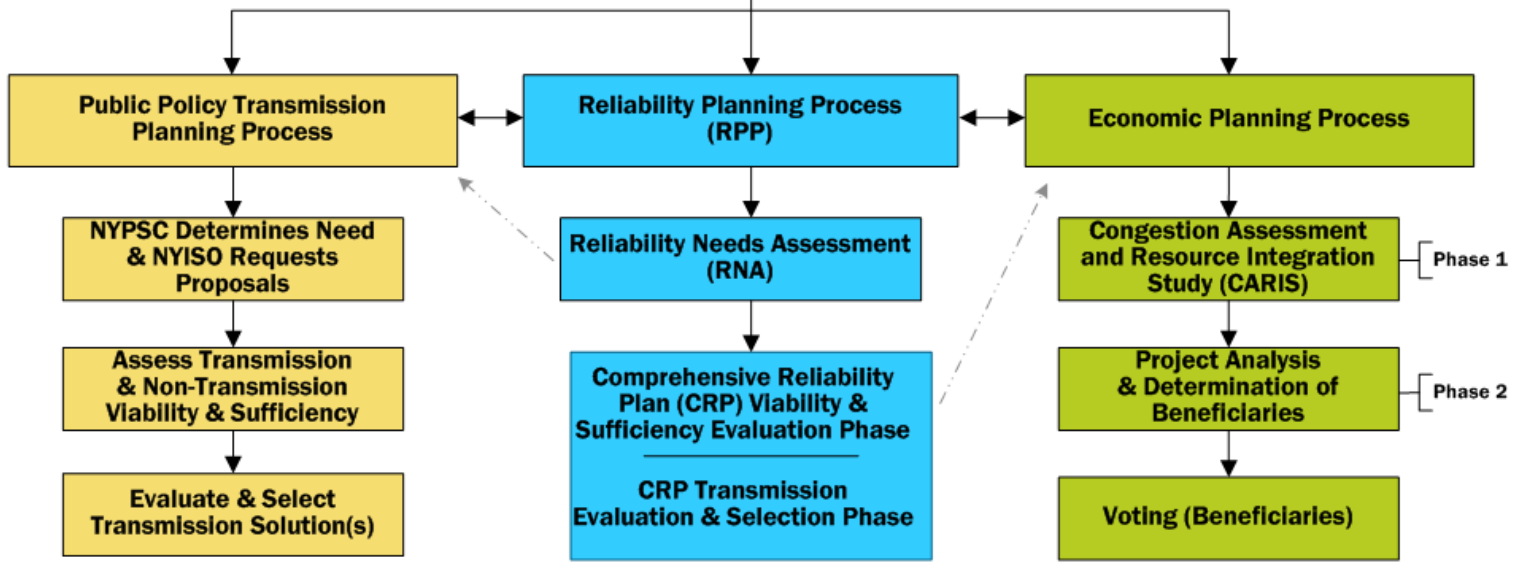 Public Policy Transmission
Planning Process
Reliability Planning Process
(RPP)
Economic Planning Process
NYPSC Determines Need
& NYISO Requests
Proposals
Reliability Needs Assessment
(RNA)
Congestion Assessment
and Resource Integration
Study (CARIS)
Phase 1
Assess Transmission
& Non-Transmission
Viability & Sufficiency
Comprehensive Reliability
Plan (CRP) Viability &
Sufficiency Evaluation Phase
Project Analysis
& Determination of
Beneficiaries
Phase 2
Evaluate & Select
Transmission Solution(s)
CRP Transmission
Evaluation & Selection Phase
Voting (Beneficiaries)